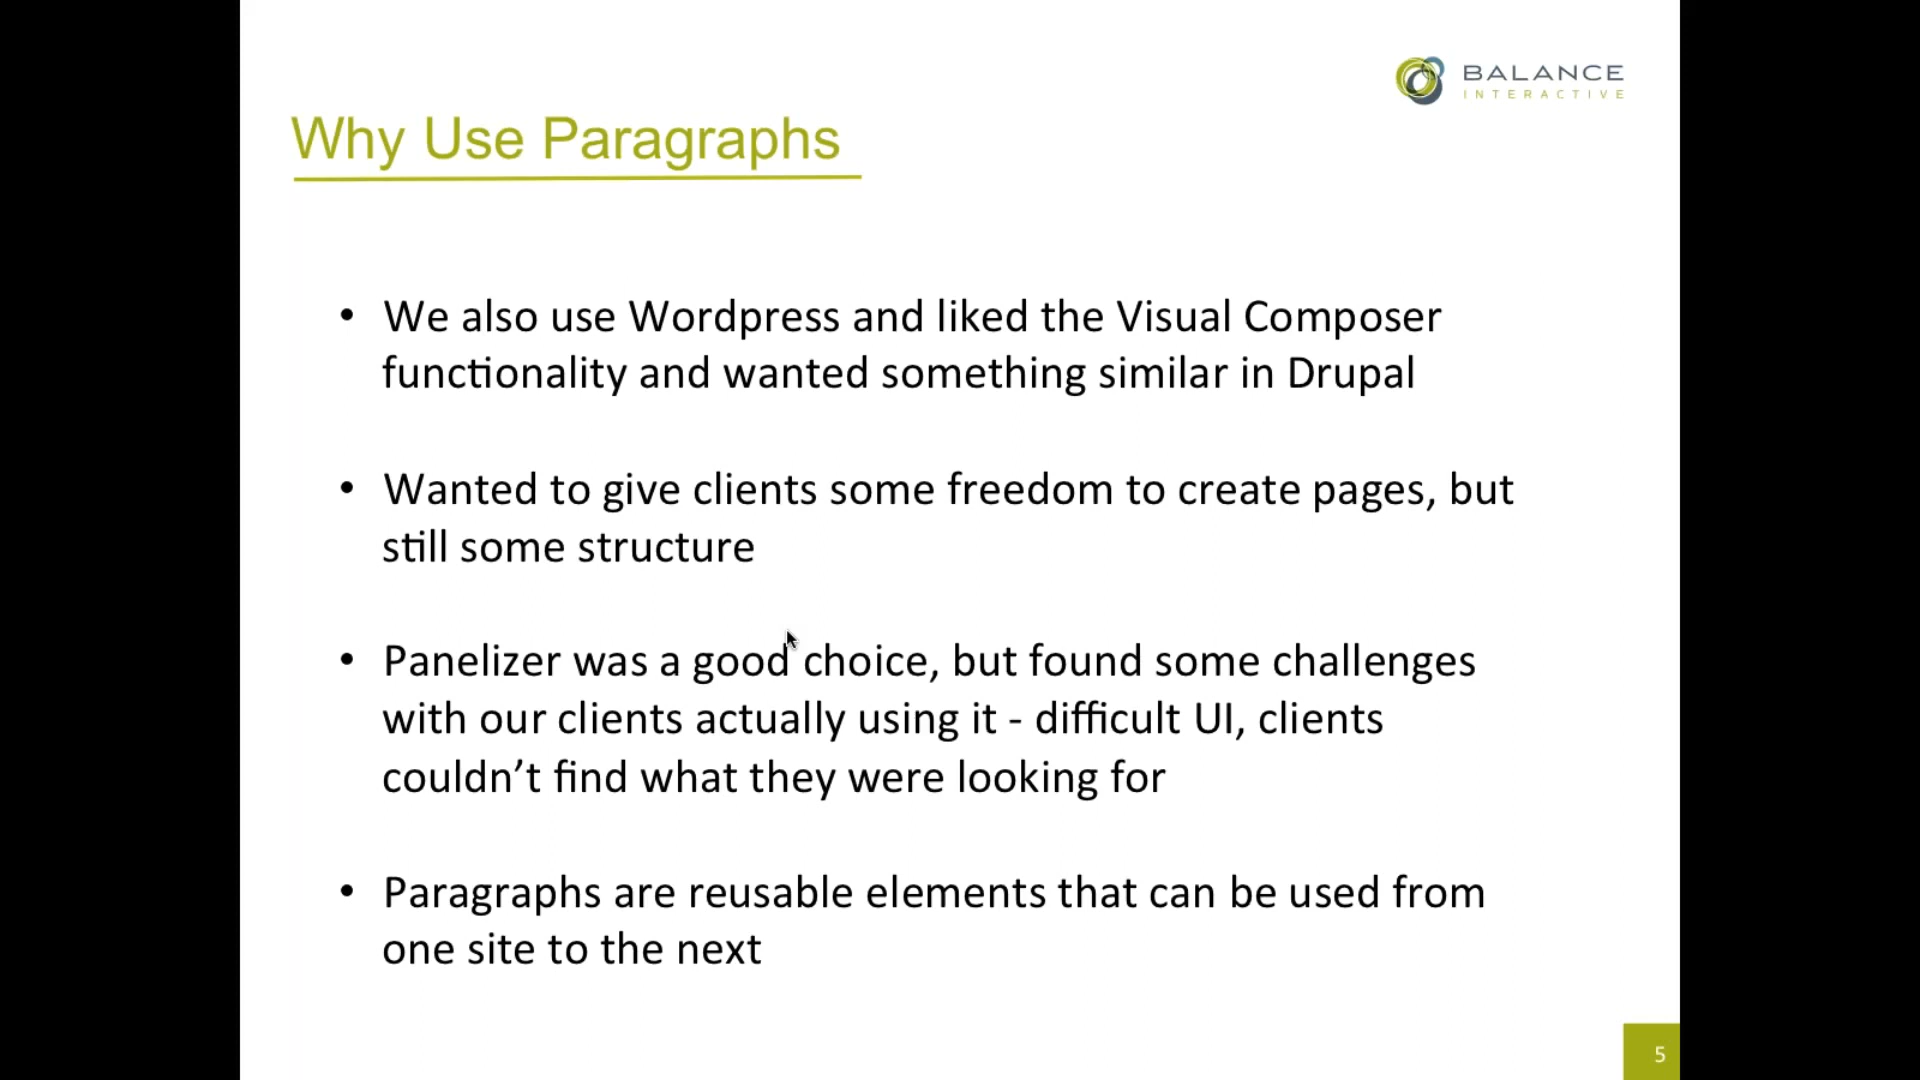 BALANCE
INTERACTIVE
Why Use Paragraphs
• We also use Wordpress and liked the Visual Composer
functionality and wanted something similar in Drupal
• Wanted to give clients some freedom to create pages, but
still some structure
• Panelizer was a good choice, but found some challenges
with our clients actually using it - difficult UI, clients
couldn’t find what they were looking for
• Paragraphs are reusable elements that can be used from
one site to the next
5